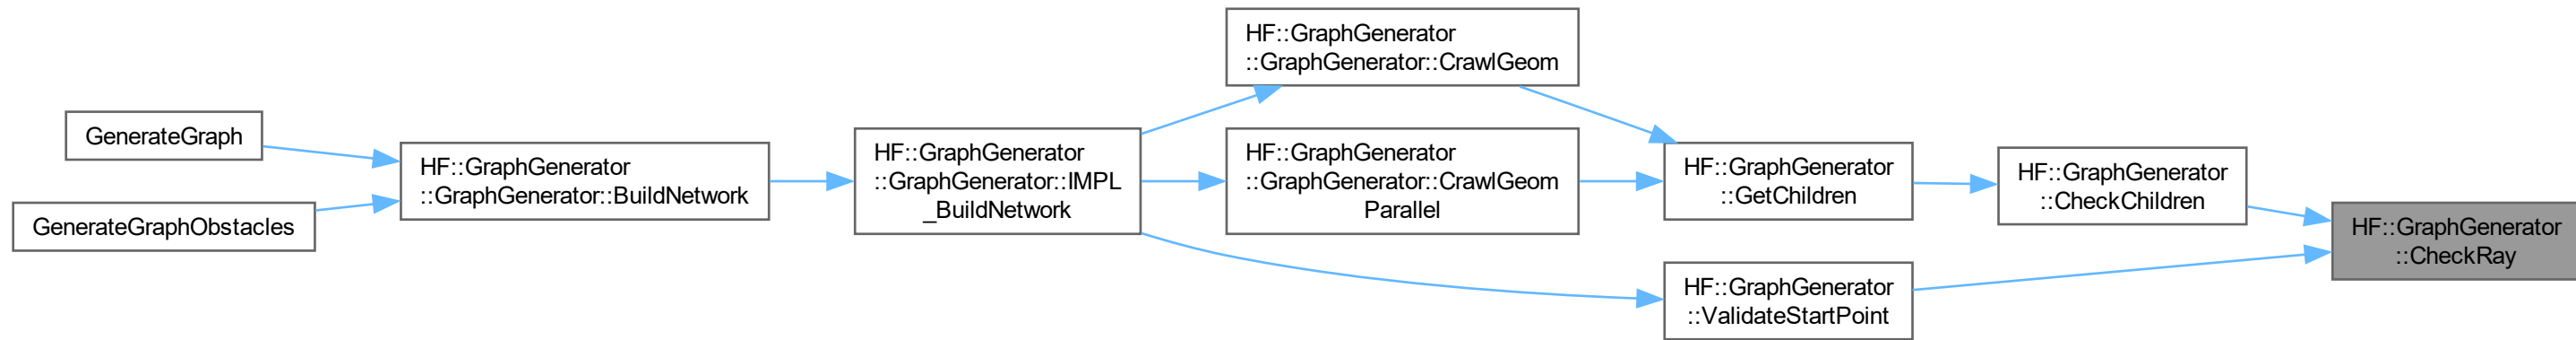 GenerateGraph
GenerateGraphObstacles
HF::GraphGenerator
::GraphGenerator::BuildNetwork
HF::GraphGenerator
::GraphGenerator::IMPL
_BuildNetwork
HF::GraphGenerator
::GraphGenerator::CrawlGeom
HF::GraphGenerator
::GraphGenerator::CrawlGeom
Parallel
HF::GraphGenerator
::GetChildren
HF::GraphGenerator
::ValidateStartPoint
HF::GraphGenerator
::CheckChildren
HF::GraphGenerator
::CheckRay